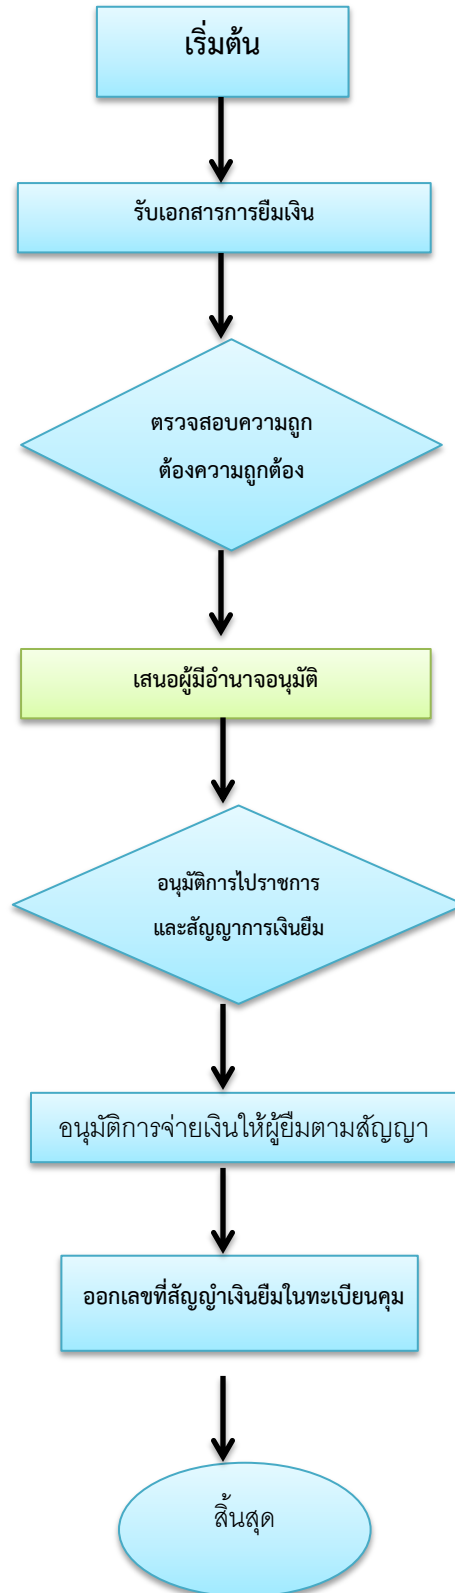 เริ่มต้น
รับเอกสารการยืมเงิน
ตรวจสอบความถูก
ต้องความถูกต้อง
เสนอผู้มีอำนาจอนุมัติ
อนุมัติการไปราชการ
และสัญญาการเงินยืม
อนุมัติการจ่ายเงินให้ผู้ยืมตามสัญญา
ออกเลขที่สัญญำเงินยืมในทะเบียนคุม
สิ้นสุด